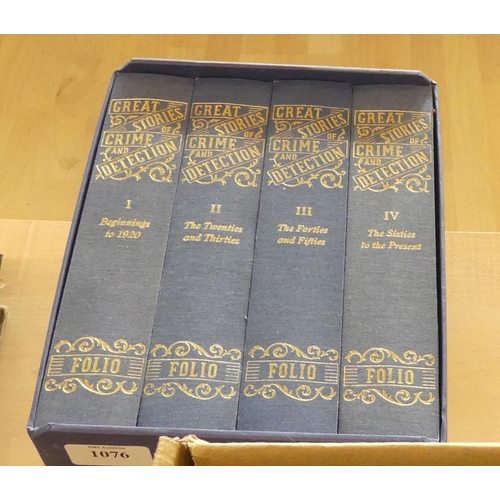 GREAT
STORIES
OF
CRIME
AND
DETECTION
I
Beginnings
to 1920
FOLIO
GREAT
STORIES
OF
CRIME
AND
DETECTION
II
The Twenties
and Thirties
FOLIO
GREAT
STORIES
OF
CRIME
AND
DETECTION
III
The Forties
and Fifties
FOLIO
GREAT
STORIES
OF
CRIME
AND
DETECTION
IV
The Sixties
to the Present
FOLIO
1076